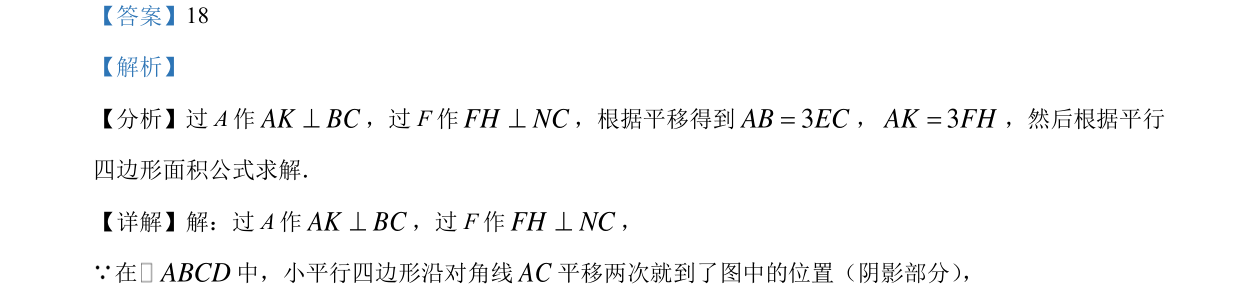 【答案】18
【解析】
【分析】过 A 作 AK ⊥ BC，过 F 作 FH ⊥ NC，根据平移得到 AB = 3EC，AK = 3FH，然后根据平行
四边形面积公式求解.
【详解】解：过 A 作 AK ⊥ BC，过 F 作 FH ⊥ NC，
∵在▯ABCD 中，小平行四边形沿对角线 AC 平移两次就到了图中的位置（阴影部分），